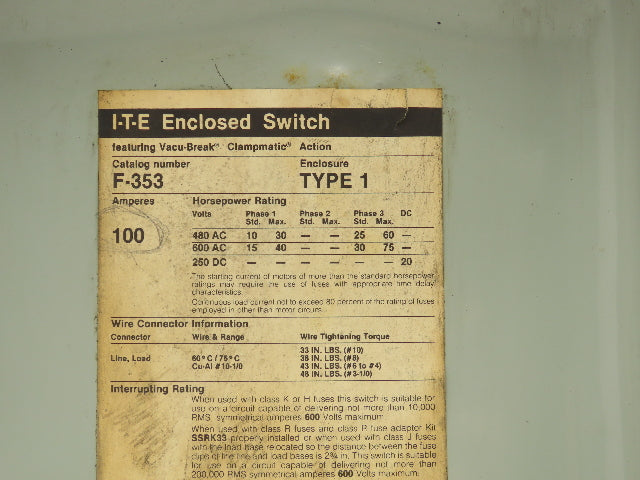 I-T-E Enclosed Switch
featuring Vacu-Break® Clampmatic® Action
Catalog number Enclosure
F-353 TYPE 1
Amperes Horsepower Rating
Volts Phase 1 Phase 2 Phase 3 DC
Std. Max. Std. Max. Std. Max.
100
480 AC 10 30 — — 25 60 —
600 AC 15 40 — — 30 75 —
250 DC — — — — — — 20
The starting current of motors of more than the standard horsepower
ratings may require the use of fuses with appropriate time delay
characteristics.
Continuous load current not to exceed 80 percent of the rating of fuses
employed in other than motor circuits.
Wire Connector Information
Connector Wire & Range Wire Tightening Torque
Line, Load 60°C / 75°C 33 IN. LBS. (#10)
Cu-Al #10-1/0 38 IN. LBS. (#8)
43 IN. LBS. (#6 to #4)
48 IN. LBS. (#3-1/0)
Interrupting Rating
When used with class K or H fuses this switch is suitable for
use on a circuit capable of delivering not more than 10,000
RMS, symmetrical amperes 600 Volts maximum.
When used with class R fuses and class R fuse adaptor Kit
SSRK33 properly installed or when used with class J fuses
with the load base relocated so the distance between the fuse
clips of the line and load bases is 2⅜ in. This switch is suitable
for use on a circuit capable of delivering not more than
200,000 RMS symmetrical amperes 600 Volts maximum.